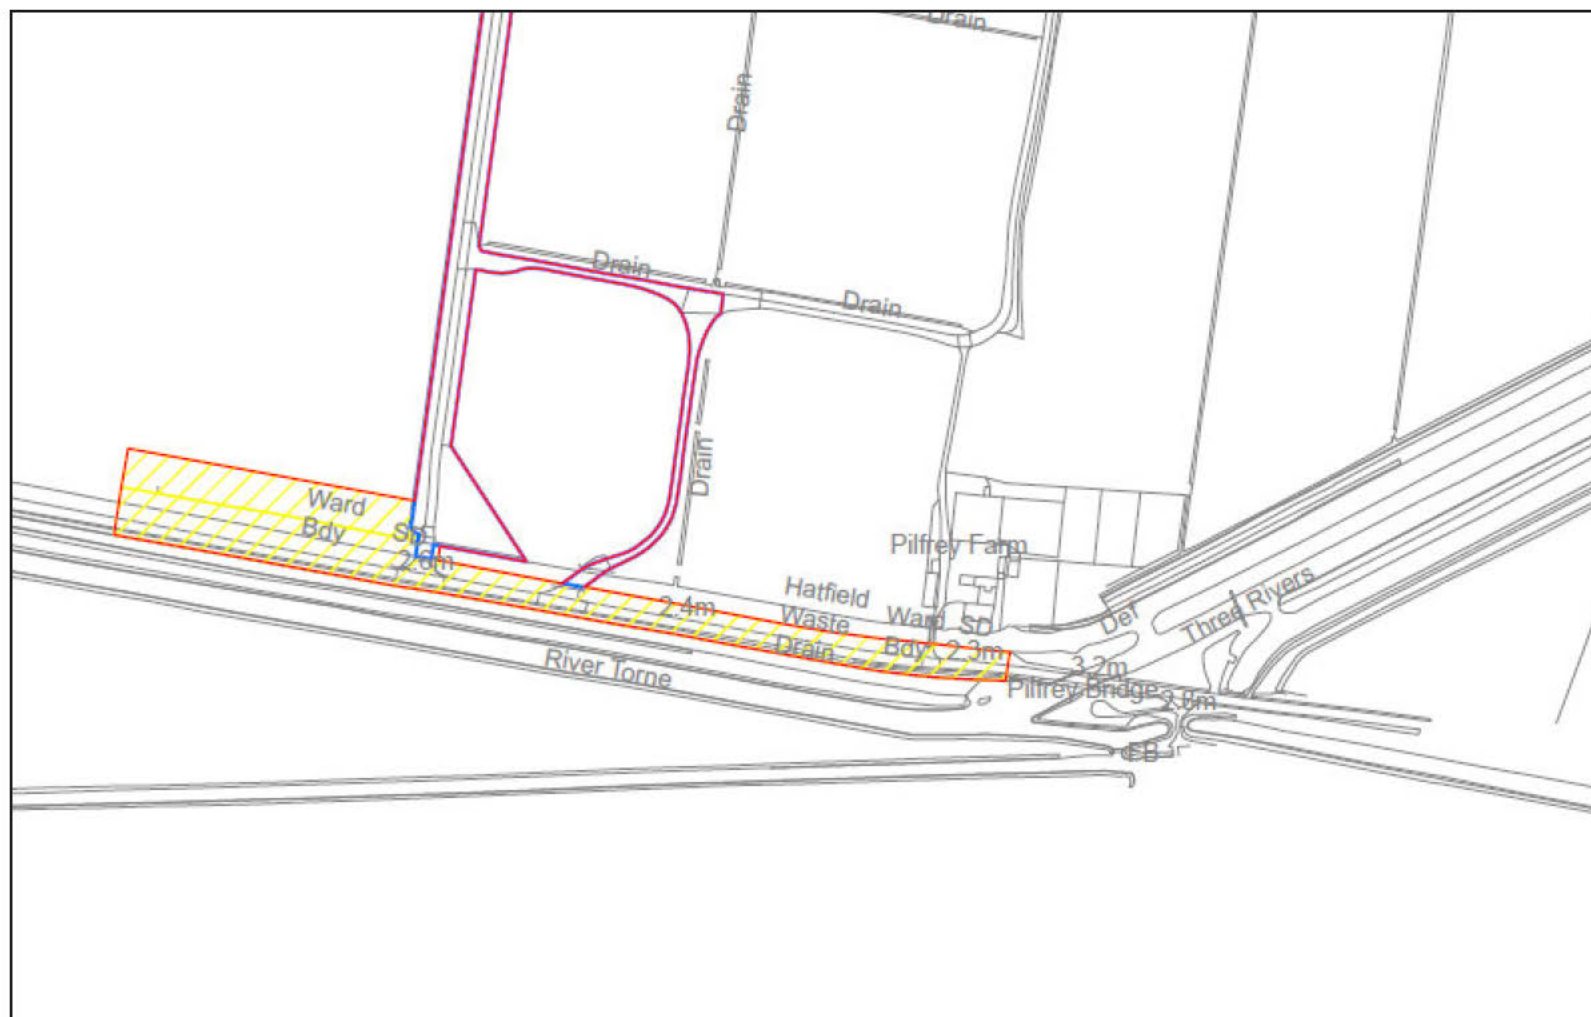 Drain
Drain
Drain
Drain
Ward
Bdy
SD
2.6m
Drain
Pilfrey Farm
Hatfield
Waste
Drain
2.4m
Ward
Bdy
SD
2.3m
Def
Three Rivers
3.2m
Pilfrey Bridge
2.8m
River Torne
FB